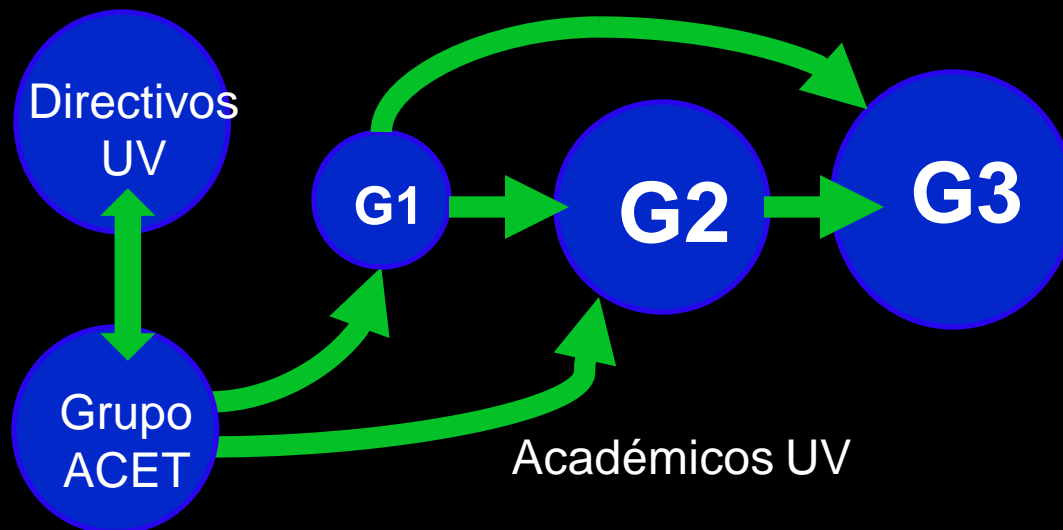 Directivos
UV
G1
G2
G3
Grupo
ACET
Académicos UV